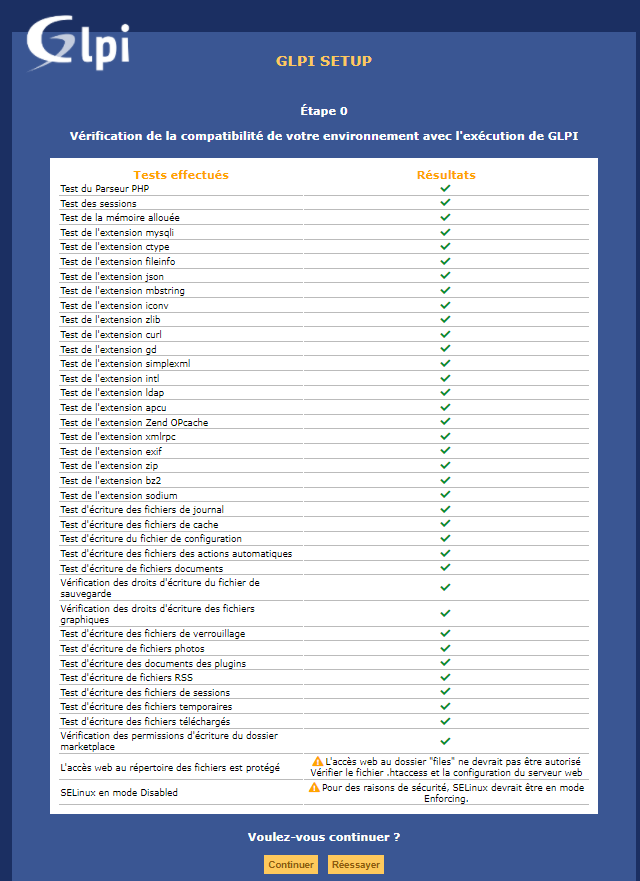 Glpi
GLPI SETUP
Étape 0
Vérification de la compatibilité de votre environnement avec l'exécution de GLPI
Tests effectués Résultats
Test du Parseur PHP
Test des sessions
Test de la mémoire allouée
Test de l'extension mysqli
Test de l'extension ctype
Test de l'extension fileinfo
Test de l'extension json
Test de l'extension mbstring
Test de l'extension iconv
Test de l'extension zlib
Test de l'extension curl
Test de l'extension gd
Test de l'extension simplexml
Test de l'extension intl
Test de l'extension ldap
Test de l'extension apcu
Test de l'extension Zend OPcache
Test de l'extension xmlrpc
Test de l'extension exif
Test de l'extension zip
Test de l'extension bz2
Test de l'extension sodium
Test d'écriture des fichiers de journal
Test d'écriture des fichiers de cache
Test d'écriture du fichier de configuration
Test d'écriture des fichiers des actions automatiques
Test d'écriture de fichiers documents
Vérification des droits d'écriture du fichier de
sauvegarde
Vérification des droits d'écriture des fichiers
graphiques
Test d'écriture des fichiers de verrouillage
Test d'écriture de fichiers photos
Test d'écriture des documents des plugins
Test d'écriture de fichiers RSS
Test d'écriture des fichiers de sessions
Test d'écriture des fichiers temporaires
Test d'écriture des fichiers téléchargés
Vérification des permissions d'écriture du dossier
marketplace
L'accès web au répertoire des fichiers est protégé
L'accès web au dossier "files" ne devrait pas être autorisé
Vérifier le fichier .htaccess et la configuration du serveur web
SELinux en mode Disabled
Pour des raisons de sécurité, SELinux devrait être en mode
Enforcing.
Voulez-vous continuer ?
Continuer Réessayer